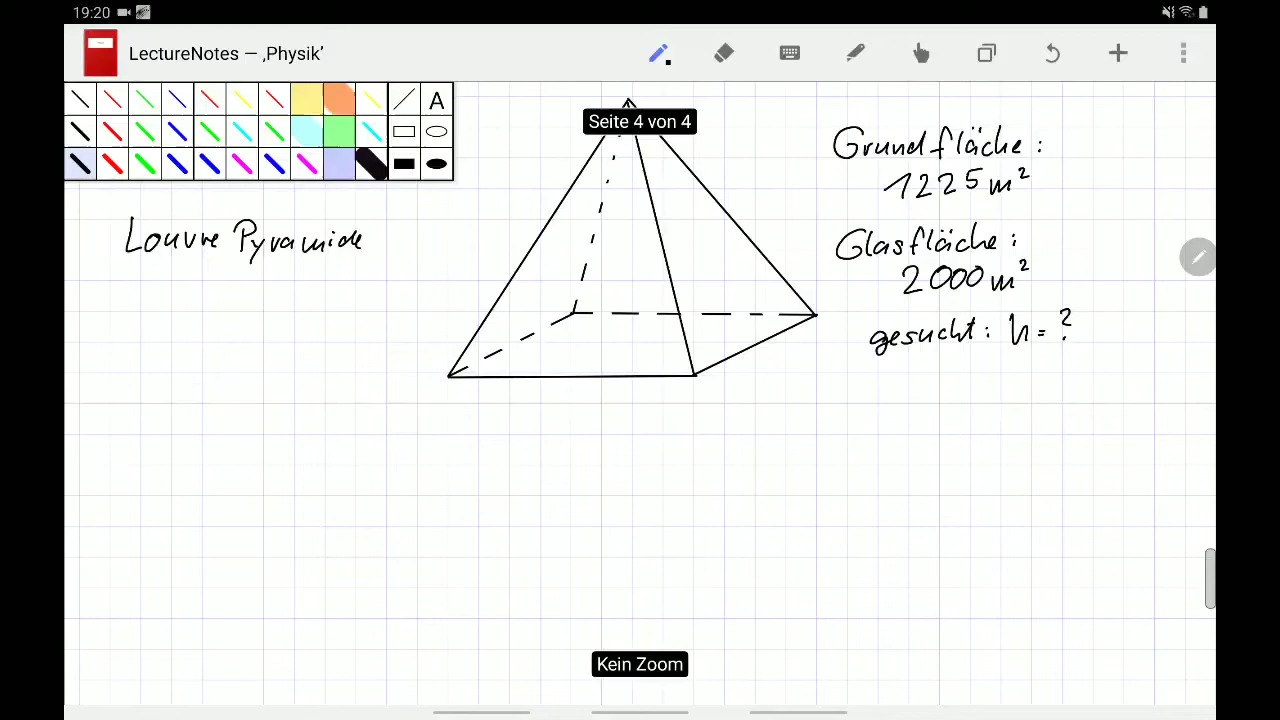 19:20
LectureNotes — ‚Physik‘
A
Seite 4 von 4
Louvre Pyramide
Grundfläche:
1225 m²
Glasfläche:
2000 m²
gesucht: h = ?
Kein Zoom